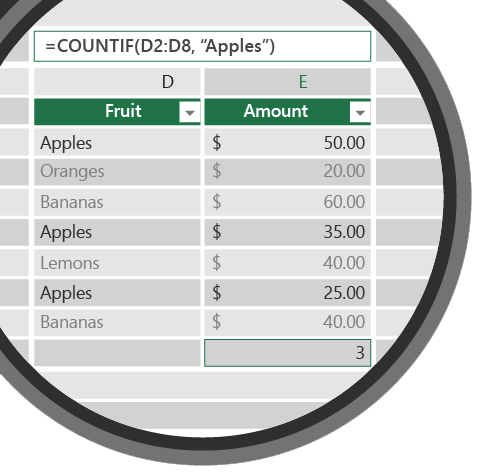 =COUNTIF(D2:D8, “Apples”)
D E
Fruit Amount
Apples $ 50.00
Oranges $ 20.00
Bananas $ 60.00
Apples $ 35.00
Lemons $ 40.00
Apples $ 25.00
Bananas $ 40.00
3